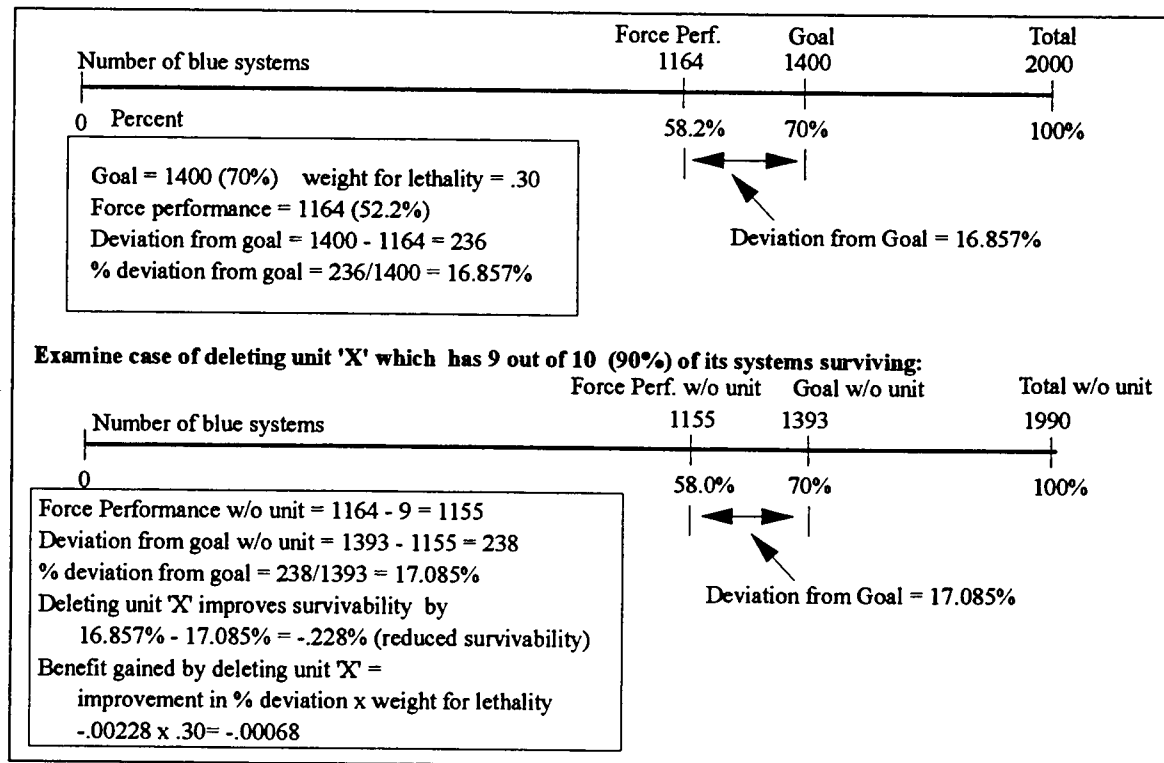 Force Perf. Goal Total
Number of blue systems 1164 1400 2000
0 Percent 58.2% 70% 100%
Goal = 1400 (70%) weight for lethality = .30
Force performance = 1164 (52.2%)
Deviation from goal = 1400 - 1164 = 236
% deviation from goal = 236/1400 = 16.857%
Deviation from Goal = 16.857%
Examine case of deleting unit 'X' which has 9 out of 10 (90%) of its systems surviving:
Force Perf. w/o unit Goal w/o unit Total w/o unit
Number of blue systems 1155 1393 1990
0 58.0% 70% 100%
Force Performance w/o unit = 1164 - 9 = 1155
Deviation from goal w/o unit = 1393 - 1155 = 238
% deviation from goal = 238/1393 = 17.085%
Deleting unit 'X' improves survivability by
16.857% - 17.085% = -.228% (reduced survivability)
Benefit gained by deleting unit 'X' =
improvement in % deviation x weight for lethality
-.00228 x .30= -.00068
Deviation from Goal = 17.085%